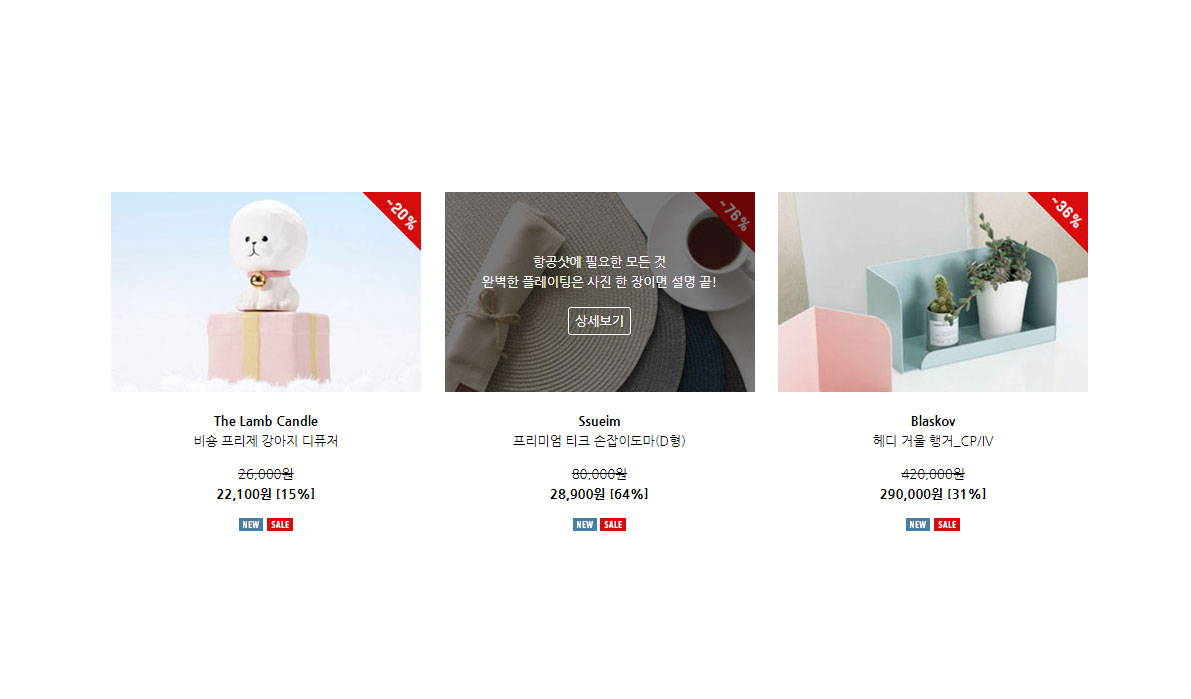 ~20%
~76%
~36%
항공샷에 필요한 모든 것
완벽한 플레이팅은 사진 한 장이면 설명 끝!
상세보기
The Lamb Candle
비숑 프리제 강아지 디퓨저
26,000원
22,100원 [15%]
NEW SALE
Ssueim
프리미엄 티크 손잡이도마(D형)
80,000원
28,900원 [64%]
NEW SALE
Blaskov
헤디 거울 행거_CP/IV
420,000원
290,000원 [31%]
NEW SALE